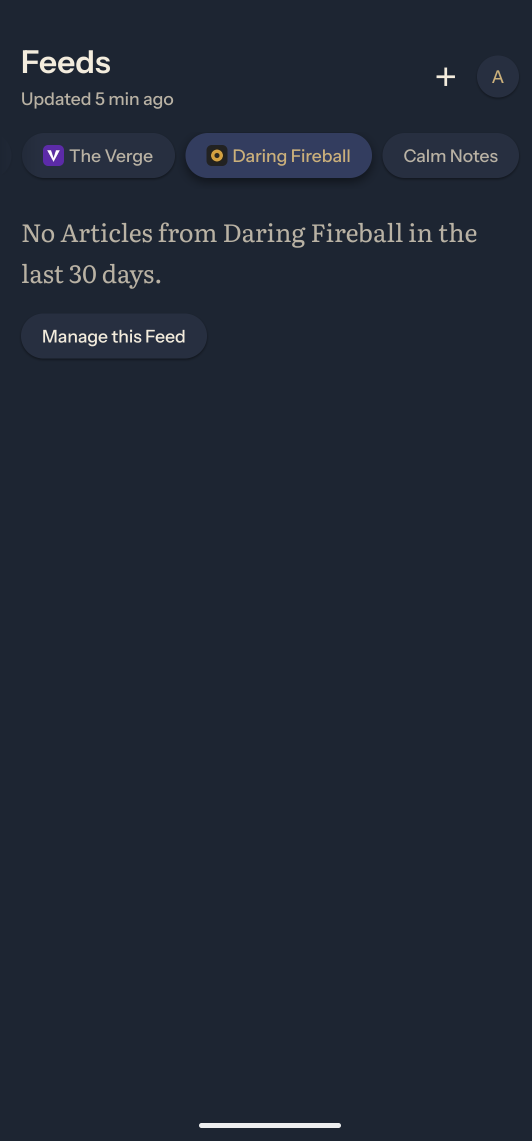 Feeds
Updated 5 min ago
+
A
V The Verge
Daring Fireball
Calm Notes
No Articles from Daring Fireball in the
last 30 days.
Manage this Feed